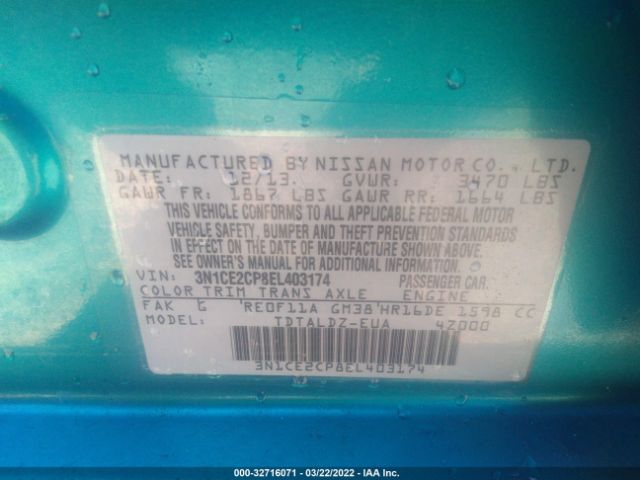 MANUFACTURED BY NISSAN MOTOR CO., LTD.
DATE: 12/13. GVWR: 3470 LBS
GAWR FR: 1867 LBS GAWR RR: 1664 LBS
THIS VEHICLE CONFORMS TO ALL APPLICABLE FEDERAL MOTOR
VEHICLE SAFETY, BUMPER AND THEFT PREVENTION STANDARDS
IN EFFECT ON THE DATE OF MANUFACTURE SHOWN ABOVE.
SEE OWNER'S MANUAL FOR ADDITIONAL INFORMATION.
VIN: 3N1CE2CP8EL403174 PASSENGER CAR.
COLOR TRIM TRANS AXLE ENGINE
FAK G 'RE0F11A GM38'HR16DE 1598 CC
MODEL: TDTALDZ-EUA 4Z000
3N1CE2CP8EL403174
000-32716071 - 03/22/2022 - IAA Inc.